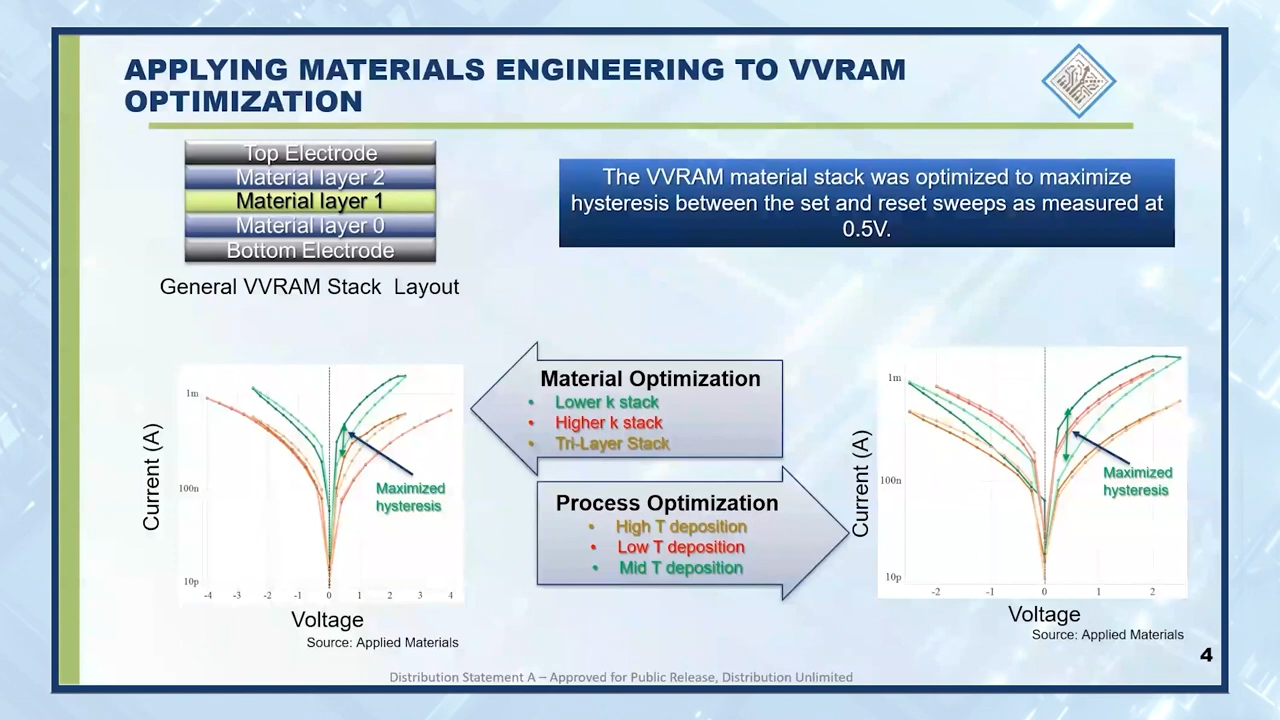 APPLYING MATERIALS ENGINEERING TO VVRAM
OPTIMIZATION
Top Electrode
Material layer 2
Material layer 1
Material layer 0
Bottom Electrode
General VVRAM Stack Layout
The VVRAM material stack was optimized to maximize
hysteresis between the set and reset sweeps as measured at
0.5V.
Current (A)
1m
100n
10p
-4 -3 -2 -1 0 1 2 3 4
Maximized
hysteresis
Voltage
Source: Applied Materials
Material Optimization
• Lower k stack
• Higher k stack
• Tri-Layer Stack
Process Optimization
• High T deposition
• Low T deposition
• Mid T deposition
Current (A)
1m
100n
10p
-2 -1 0 1 2
Maximized
hysteresis
Voltage
Source: Applied Materials
4
Distribution Statement A – Approved for Public Release, Distribution Unlimited